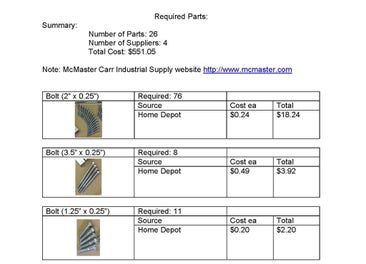 Required Parts:
Summary:
Number of Parts: 26
Number of Suppliers: 4
Total Cost: $551.05
Note: McMaster Carr Industrial Supply website http://www.mcmaster.com
Bolt (2" x 0.25") Required: 76
Source Cost ea Total
Home Depot $0.24 $18.24
Bolt (3.5" x 0.25") Required: 8
Source Cost ea Total
Home Depot $0.49 $3.92
Bolt (1.25" x 0.25") Required: 11
Source Cost ea Total
Home Depot $0.20 $2.20